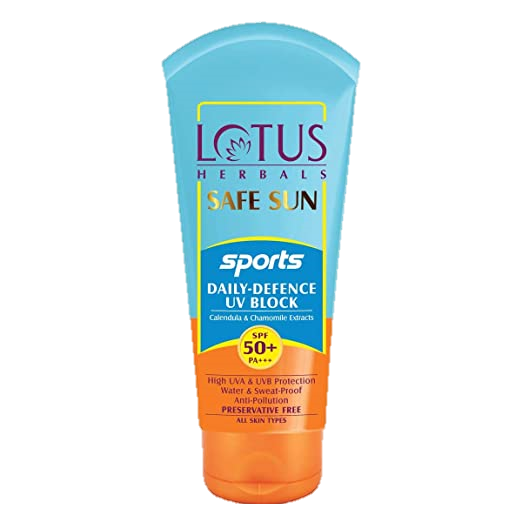 LOTUS
HERBALS
SAFE SUN
sports
DAILY-DEFENCE
UV BLOCK
Calendula & Chamomile Extracts
SPF
50+
PA+++
High UVA & UVB Protection
Water & Sweat-Proof
Anti-Pollution
PRESERVATIVE FREE
ALL SKIN TYPES